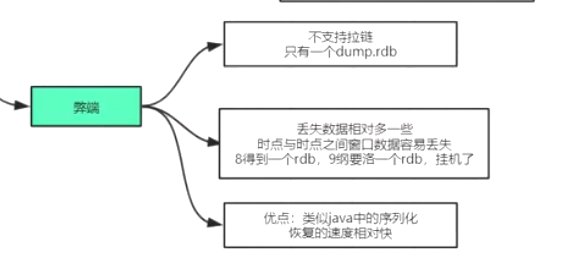 弊端
不支持拉链
只有一个dump.rdb
丢失数据相对多一些
时点与时点之间窗口数据容易丢失
8得到一个rdb，9纲要洛一个rdb，挂机了
优点：类似java中的序列化
恢复的速度相对快